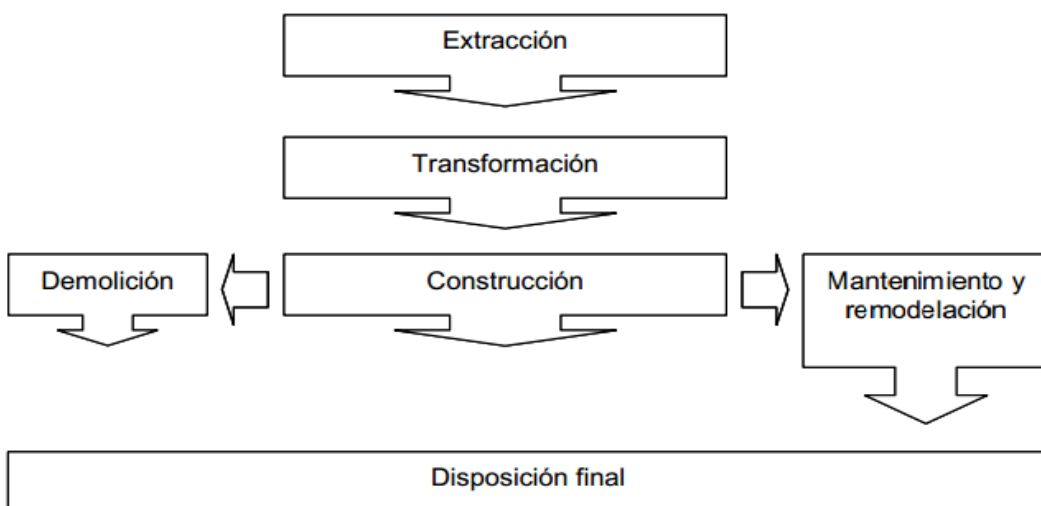 Extracción
Transformación
Demolición
Construcción
Mantenimiento y
remodelación
Disposición final